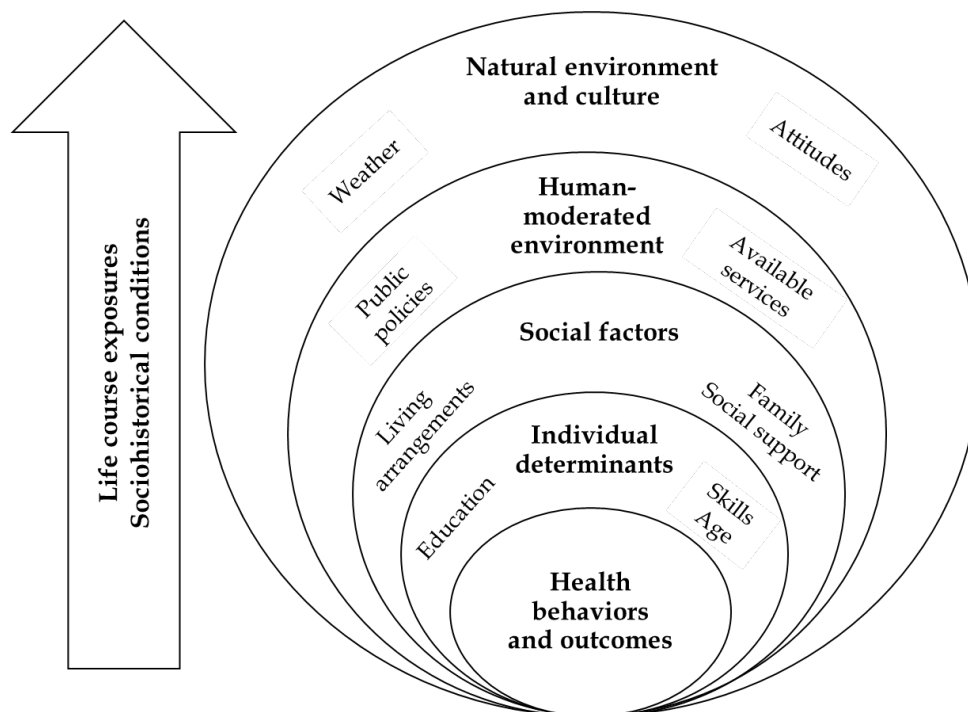 Life course exposures
Sociohistorical conditions
Natural environment
and culture
Weather
Attitudes
Human-
moderated
environment
Public
policies
Available
services
Social factors
Living
arrangements
Family
Social support
Individual
determinants
Education
Skills
Age
Health
behaviors
and outcomes